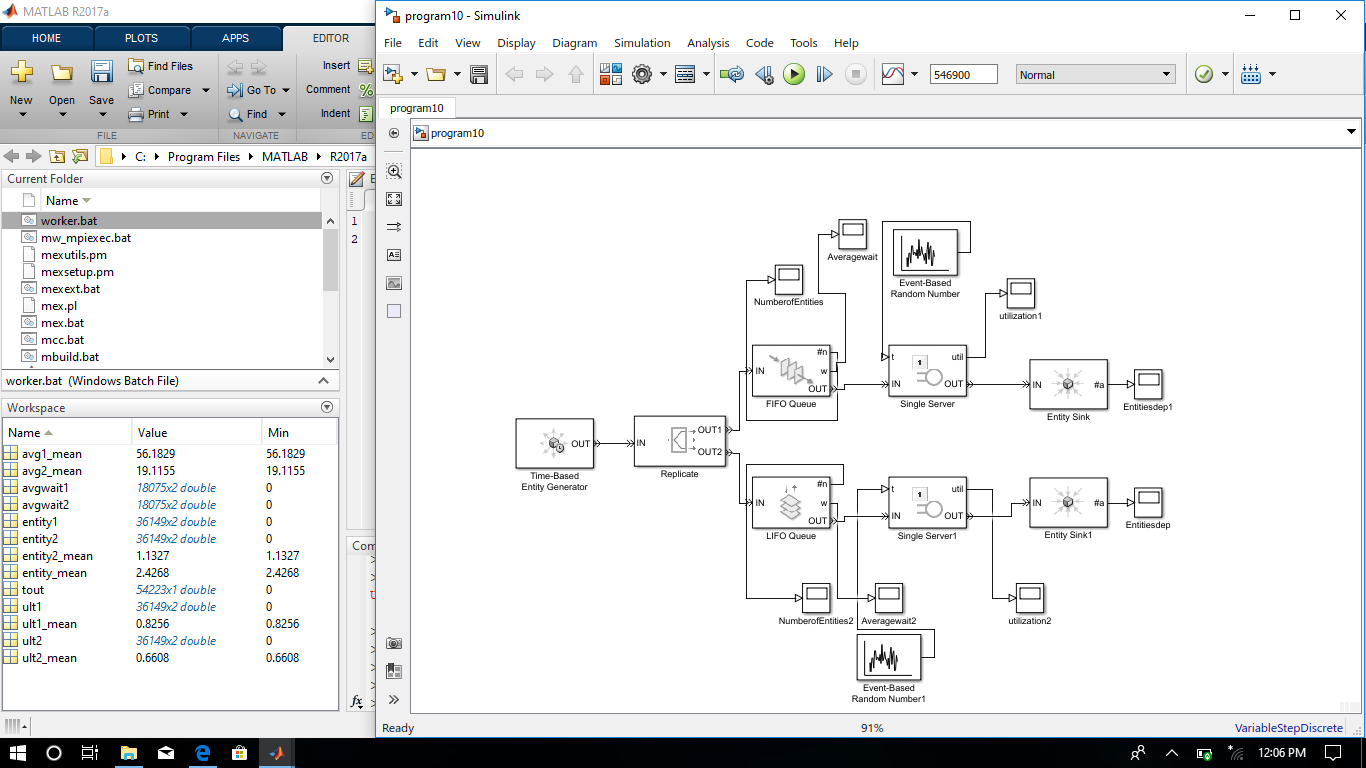 MATLAB R2017a
HOME
PLOTS
APPS
EDITOR
New
Open
Save
Find Files
Compare
Print
Go To
Find
Insert
Comment
Indent
FILE
NAVIGATE
C:
Program Files
MATLAB
R2017a
Current Folder
Name
worker.bat
mw_mpiexec.bat
mexutils.pm
mexsetup.pm
mexext.bat
mex.pl
mex.bat
mcc.bat
mbuild.bat
worker.bat (Windows Batch File)
Workspace
Name Value Min
avg1_mean 56.1829 56.1829
avg2_mean 19.1155 19.1155
avgwait1 18075x2 double 0
avgwait2 18075x2 double 0
entity1 36149x2 double 0
entity2 36149x2 double 0
entity2_mean 1.1327 1.1327
entity_mean 2.4268 2.4268
tout 54223x1 double 0
ult1 36149x2 double 0
ult1_mean 0.8256 0.8256
ult2 36149x2 double 0
ult2_mean 0.6608 0.6608
1
2
Com
fx
program10 - Simulink
File Edit View Display Diagram Simulation Analysis Code Tools Help
546900
Normal
program10
program10
Averagewait
Event-Based
Random Number
NumberofEntities
utilization1
IN
#n
w
OUT
FIFO Queue
t
IN
1
util
OUT
Single Server
IN
#a
Entity Sink
Entitiesdep1
OUT
Time-Based
Entity Generator
IN
OUT1
OUT2
Replicate
IN
#n
w
OUT
LIFO Queue
t
IN
1
util
OUT
Single Server1
IN
#a
Entity Sink1
Entitiesdep
NumberofEntities2
Averagewait2
utilization2
Event-Based
Random Number1
Ready
91%
VariableStepDiscrete
12:06 PM